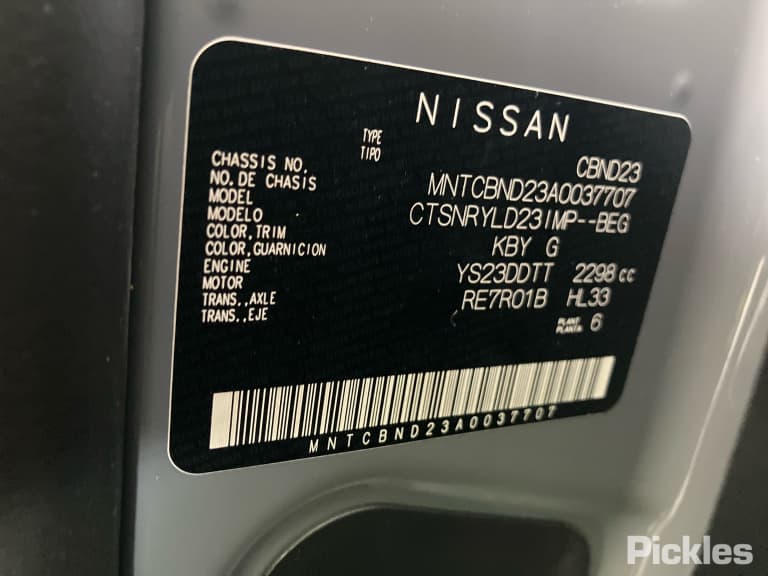 NISSAN
TYPE
TIPO
CBND23
CHASSIS NO.
NO. DE CHASIS
MNTCBND23A0037707
MODEL
MODELO
CTSNRYLD23IMP--BEG
COLOR, TRIM
COLOR, GUARNICION
KBY G
ENGINE
MOTOR
YS23DDTT 2298 cc
TRANS., AXLE
TRANS., EJE
RE7R01B HL33
PLANT
PLANTA 6
MNTCBND23A0037707
Pickles